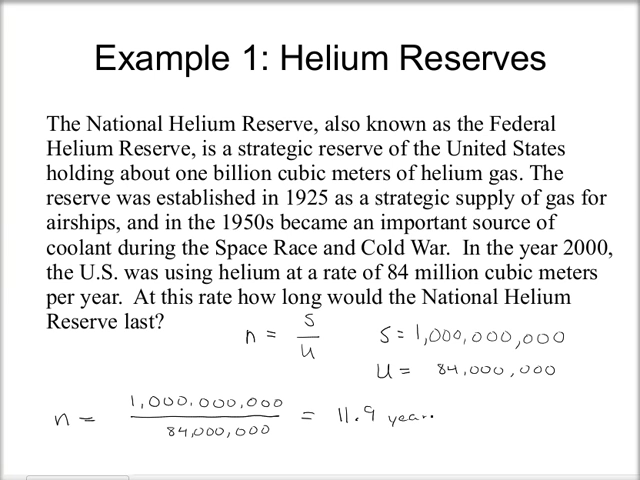 Example 1: Helium Reserves
The National Helium Reserve, also known as the Federal
Helium Reserve, is a strategic reserve of the United States
holding about one billion cubic meters of helium gas. The
reserve was established in 1925 as a strategic supply of gas for
airships, and in the 1950s became an important source of
coolant during the Space Race and Cold War.  In the year 2000,
the U.S. was using helium at a rate of 84 million cubic meters
per year.  At this rate how long would the National Helium
Reserve last?
n = s/u
s = 1,000,000,000
u = 84,000,000
n = 1,000,000,000/84,000,000 = 11.9 year..